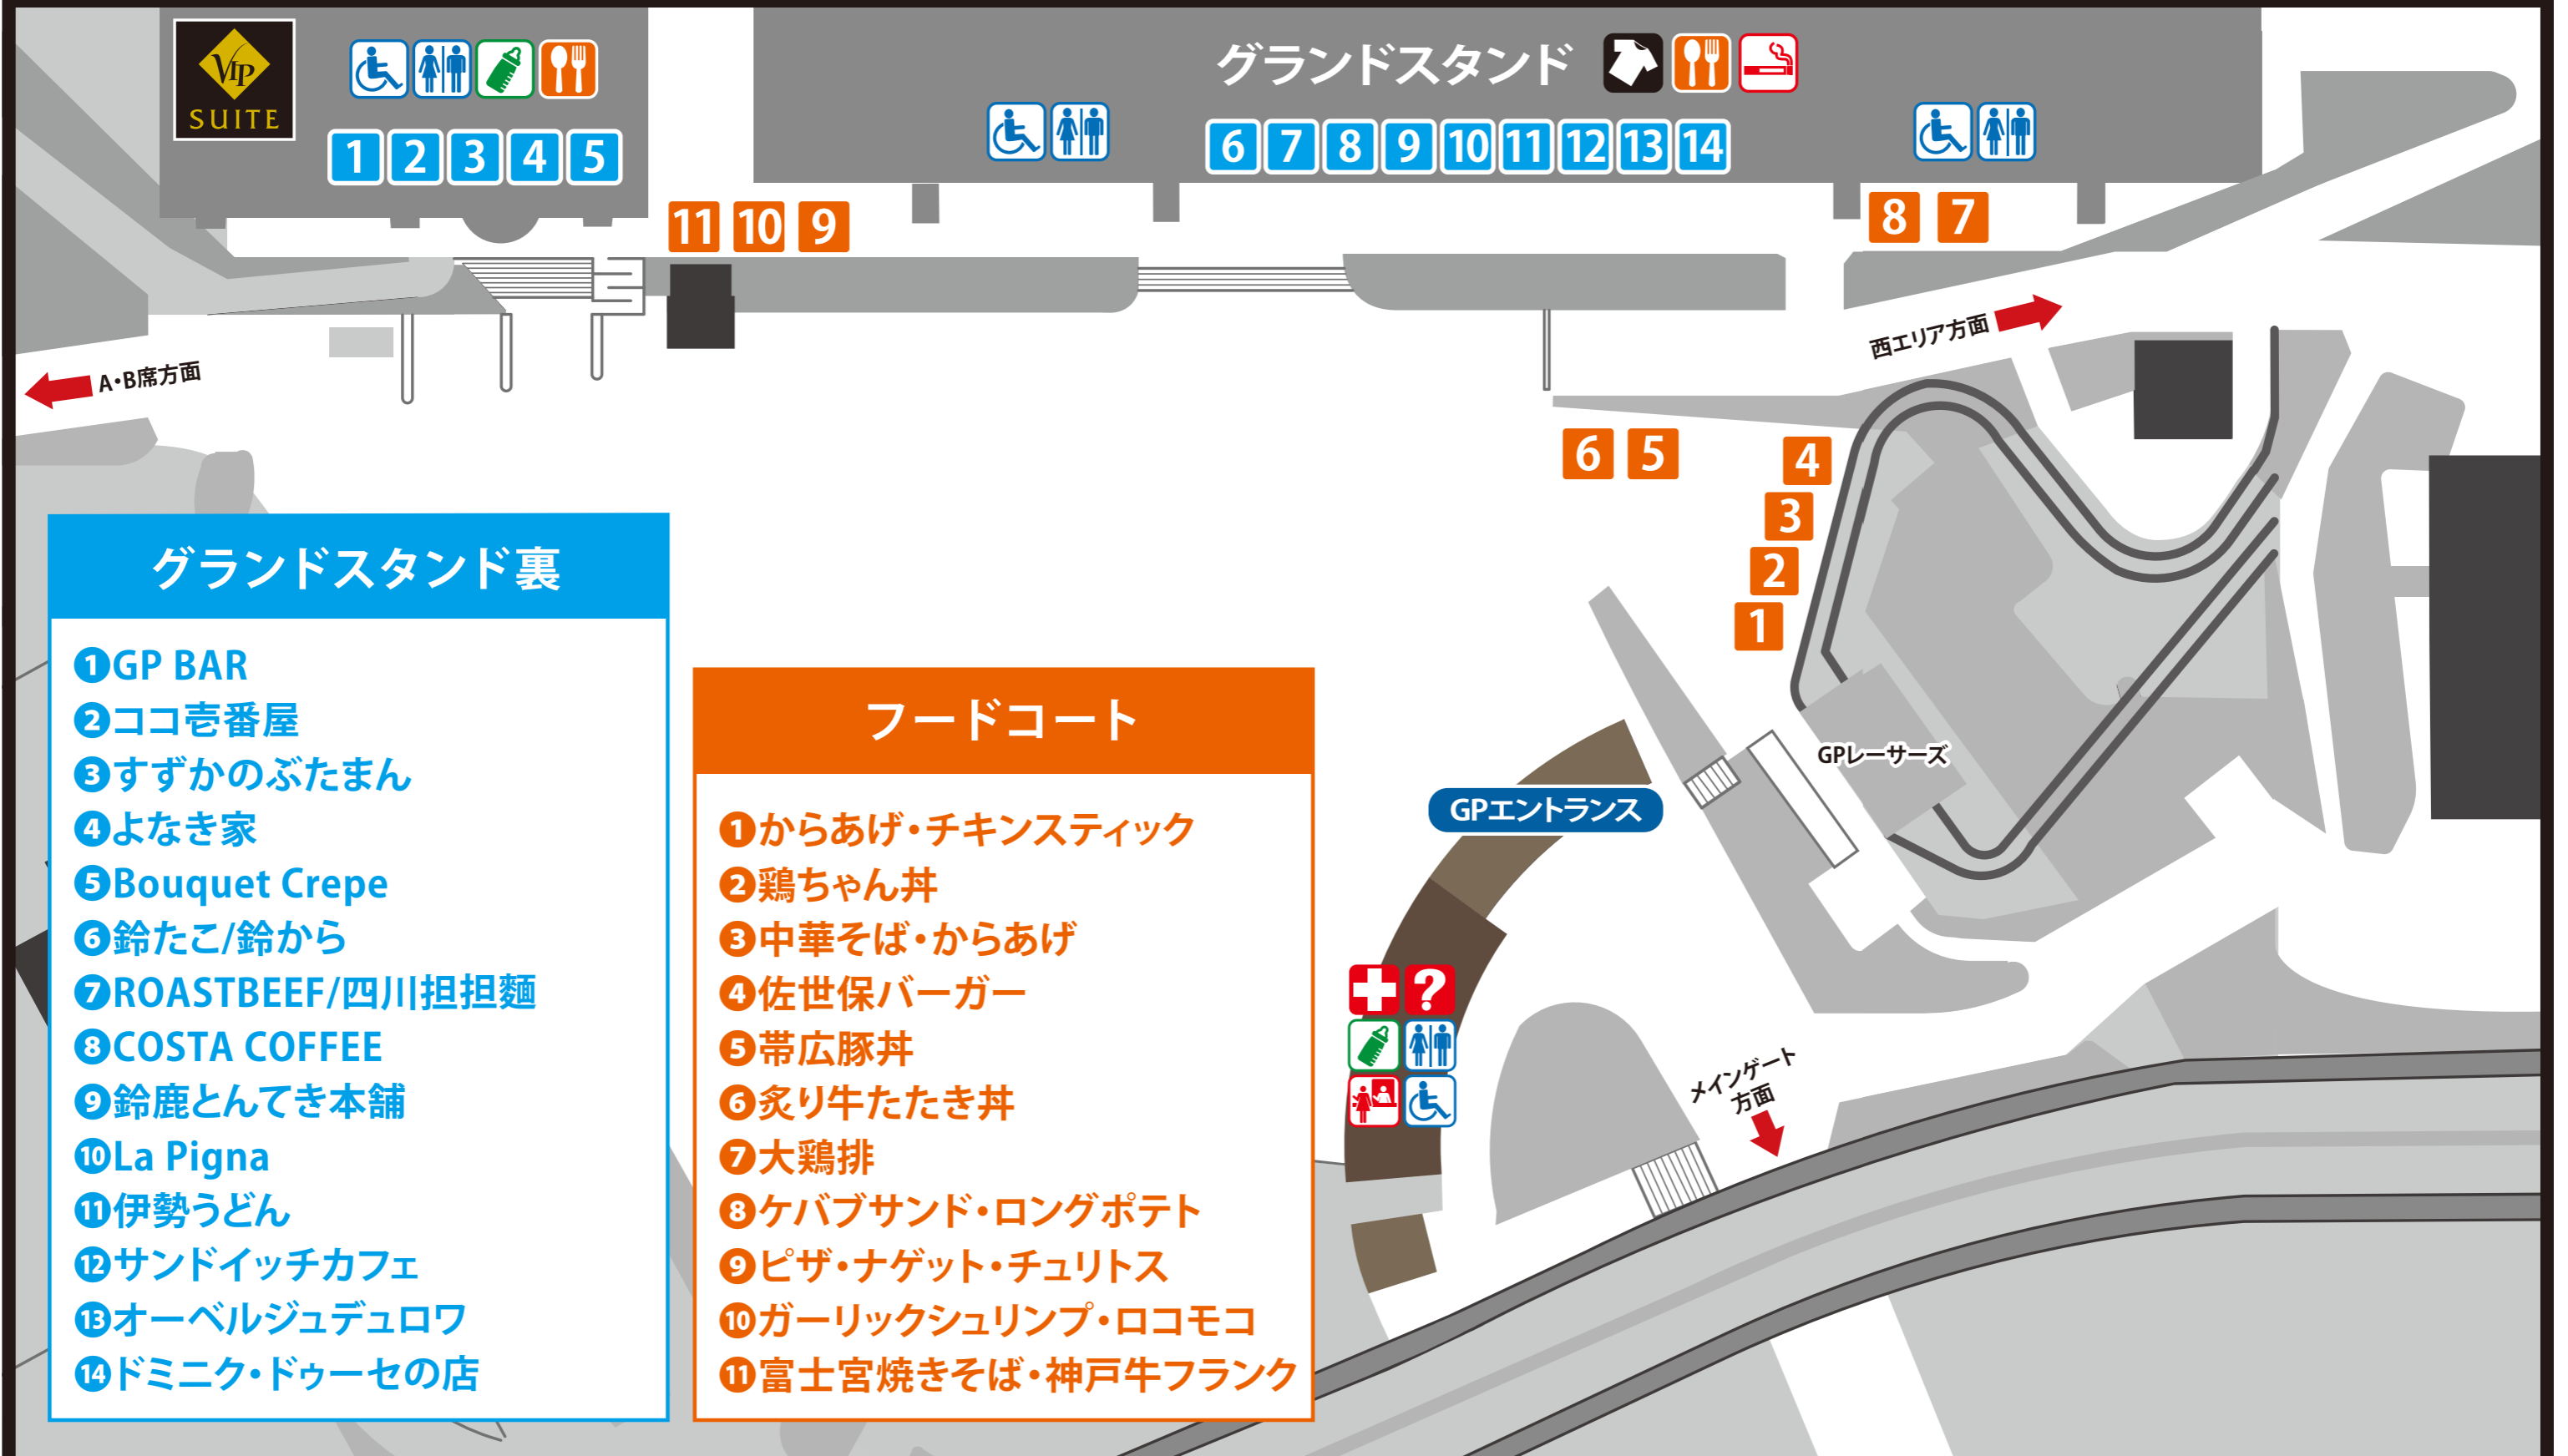 VIP
SUITE
グランドスタンド
1 2 3 4 5
6 7 8 9 10 11 12 13 14
11 10 9
8 7
西エリア方面
A・B席方面
6 5
4
3
2
1
グランドスタンド裏
❶GP BAR
❷ココ壱番屋
❸すずかのぶたまん
❹よなき家
❺Bouquet Crepe
❻鈴たこ/鈴から
❼ROASTBEEF/四川担担麺
❽COSTA COFFEE
❾鈴鹿とんてき本舗
❿La Pigna
⓫伊勢うどん
⓬サンドイッチカフェ
⓭オーベルジュデュロワ
⓮ドミニク・ドゥーセの店
フードコート
❶からあげ・チキンスティック
❷鶏ちゃん丼
❸中華そば・からあげ
❹佐世保バーガー
❺帯広豚丼
❻炙り牛たたき丼
❼大鶏排
❽ケバブサンド・ロングポテト
❾ピザ・ナゲット・チュリトス
❿ガーリックシュリンプ・ロコモコ
⓫富士宮焼きそば・神戸牛フランク
GPレーサーズ
GPエントランス
?
メインゲート
方面